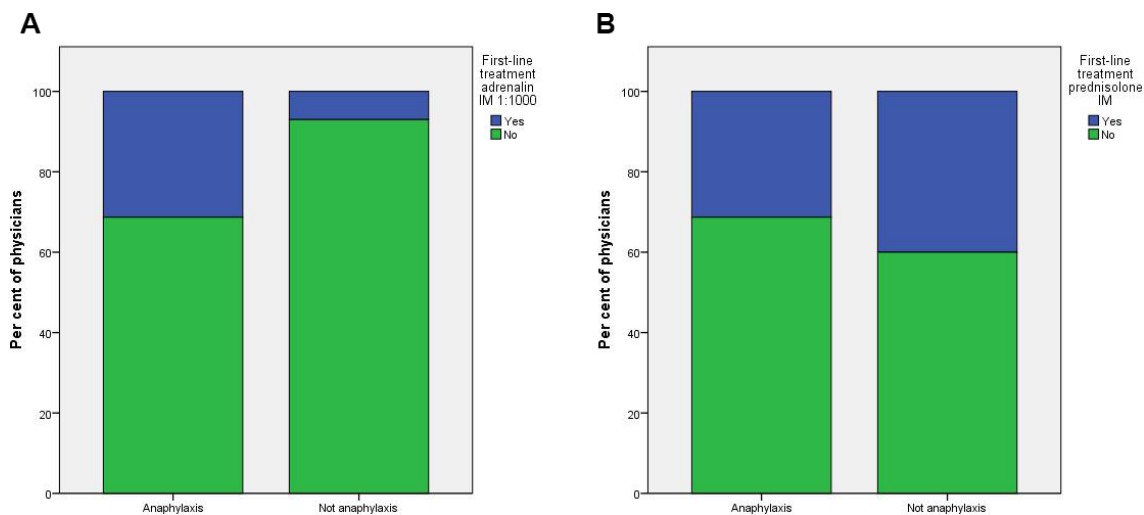 A
Per cent of physicians
100
80
60
40
20
0
Anaphylaxis
Not anaphylaxis
First-line
treatment
adrenalin
IM 1:1000
Yes
No
B
Per cent of physicians
100
80
60
40
20
0
Anaphylaxis
Not anaphylaxis
First-line
treatment
prednisolone
IM
Yes
No